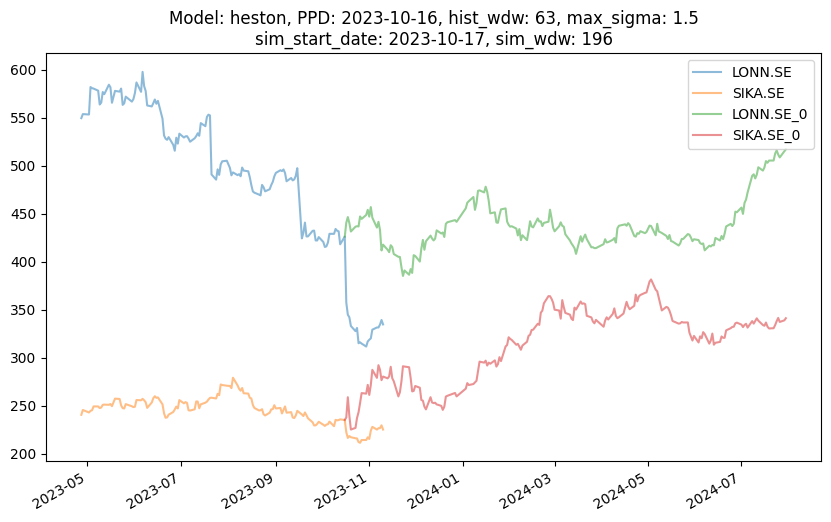 Model: heston, PPD: 2023-10-16, hist_wdw: 63, max_sigma: 1.5
sim_start_date: 2023-10-17, sim_wdw: 196
LONN.SE
SIKA.SE
LONN.SE_0
SIKA.SE_0
600
550
500
450
400
350
300
250
200
2023-05
2023-07
2023-09
2023-11
2024-01
2024-03
2024-05
2024-07